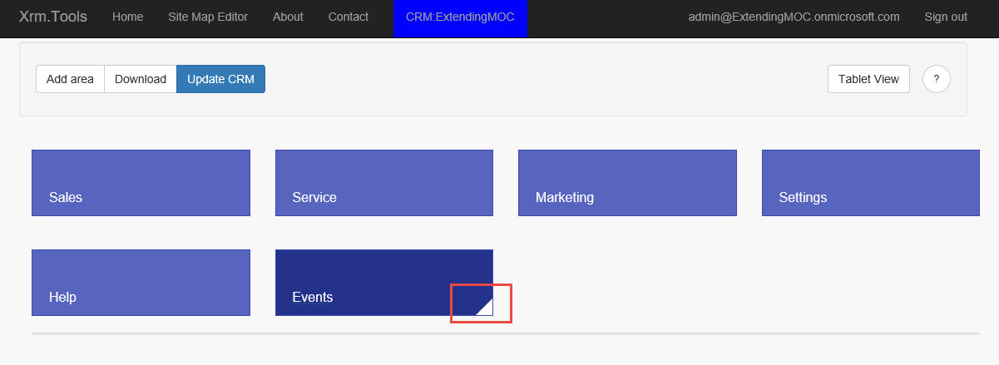 Xrm.Tools Home Site Map Editor About Contact CRM:ExtendingMOC admin@ExtendingMOC.onmicrosoft.com Sign out
Add area Download Update CRM Tablet View ?
Sales Service Marketing Settings
Help Events